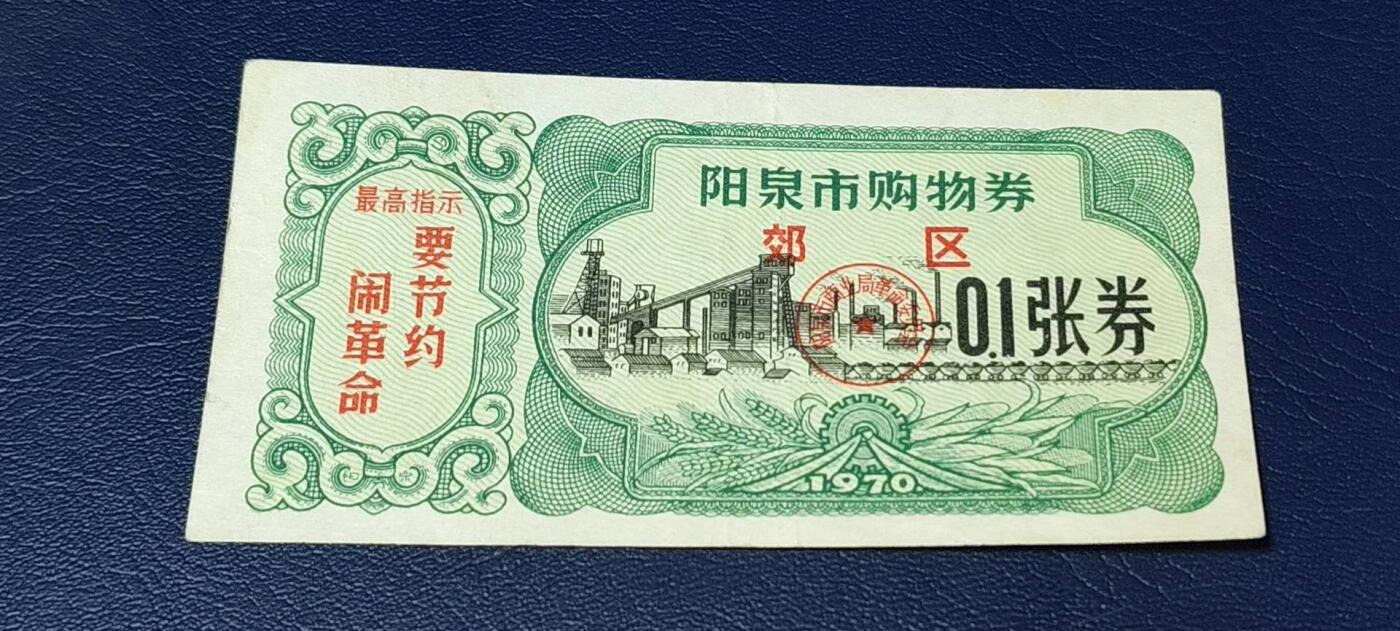 最高指示
要节约
闹革命
阳泉市购物券
郊区
0.1张券
1970